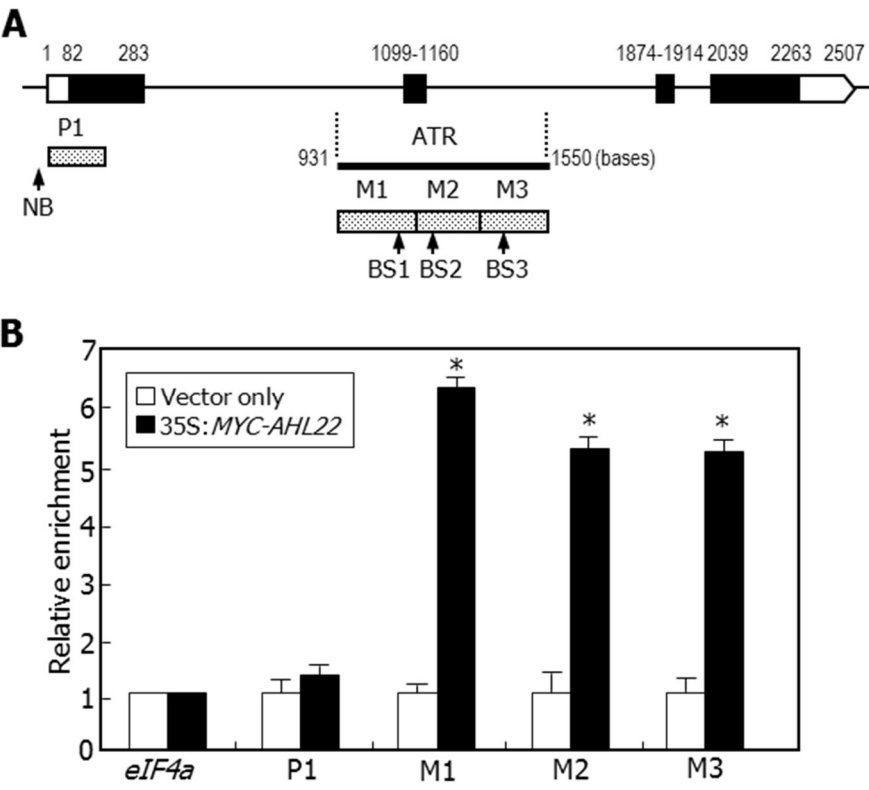 A
1 82 283 1099-1160 1874-1914 2039 2263 2507
P1
ATR
931 1550 (bases)
NB
M1 M2 M3
BS1 BS2 BS3
B
7
6
5
4
3
2
1
0
Relative enrichment
Vector only
35S:MYC-AHL22
*
*
*
eIF4a P1 M1 M2 M3